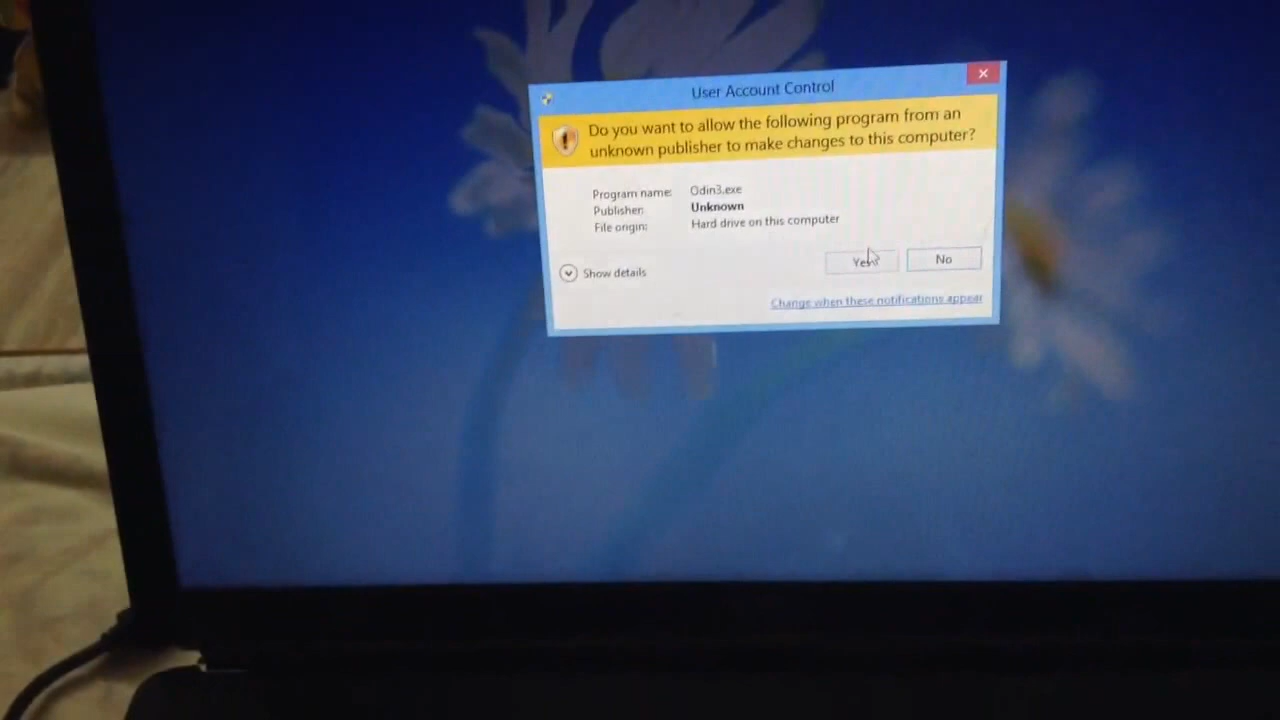 User Account Control
Do you want to allow the following program from an
unknown publisher to make changes to this computer?
Program name: Odin3.exe
Publisher: Unknown
File origin: Hard drive on this computer
Show details
Yes
No
Change when these notifications appear